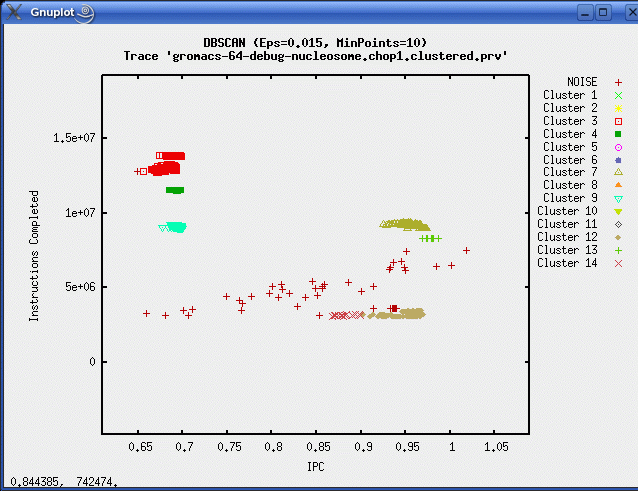 Gnuplot
DBSCAN (Eps=0.015, MinPoints=10)
Trace 'gromacs-64-debug-nucleosome.chop1.clustered.prv'
NOISE
Cluster 1
Cluster 2
Cluster 3
Cluster 4
Cluster 5
Cluster 6
Cluster 7
Cluster 8
Cluster 9
Cluster 10
Cluster 11
Cluster 12
Cluster 13
Cluster 14
1.5e+07
1e+07
5e+06
0
Instructions Completed
0.65 0.7 0.75 0.8 0.85 0.9 0.95 1 1.05
IPC
0.844385, 742474.